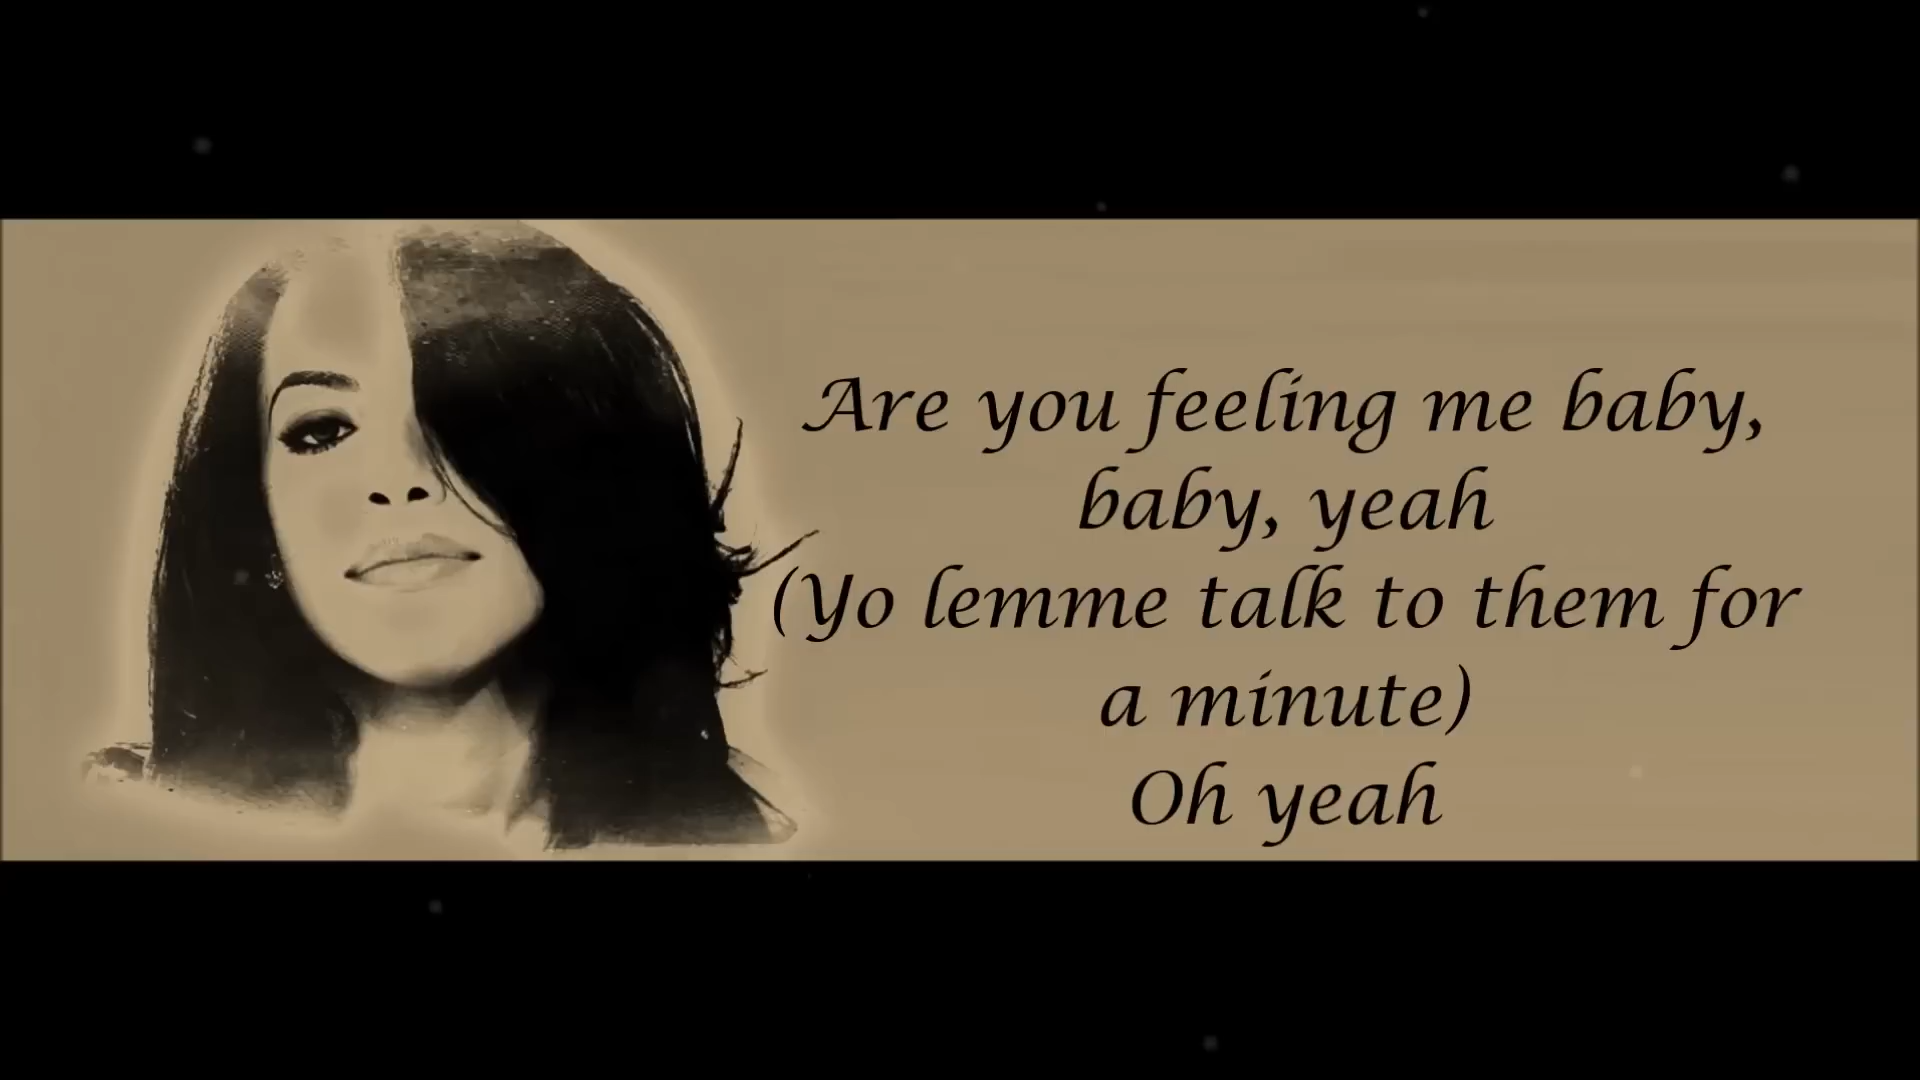 Are you feeling me baby,
baby, yeah
(Yo lemme talk to them for
a minute)
Oh yeah